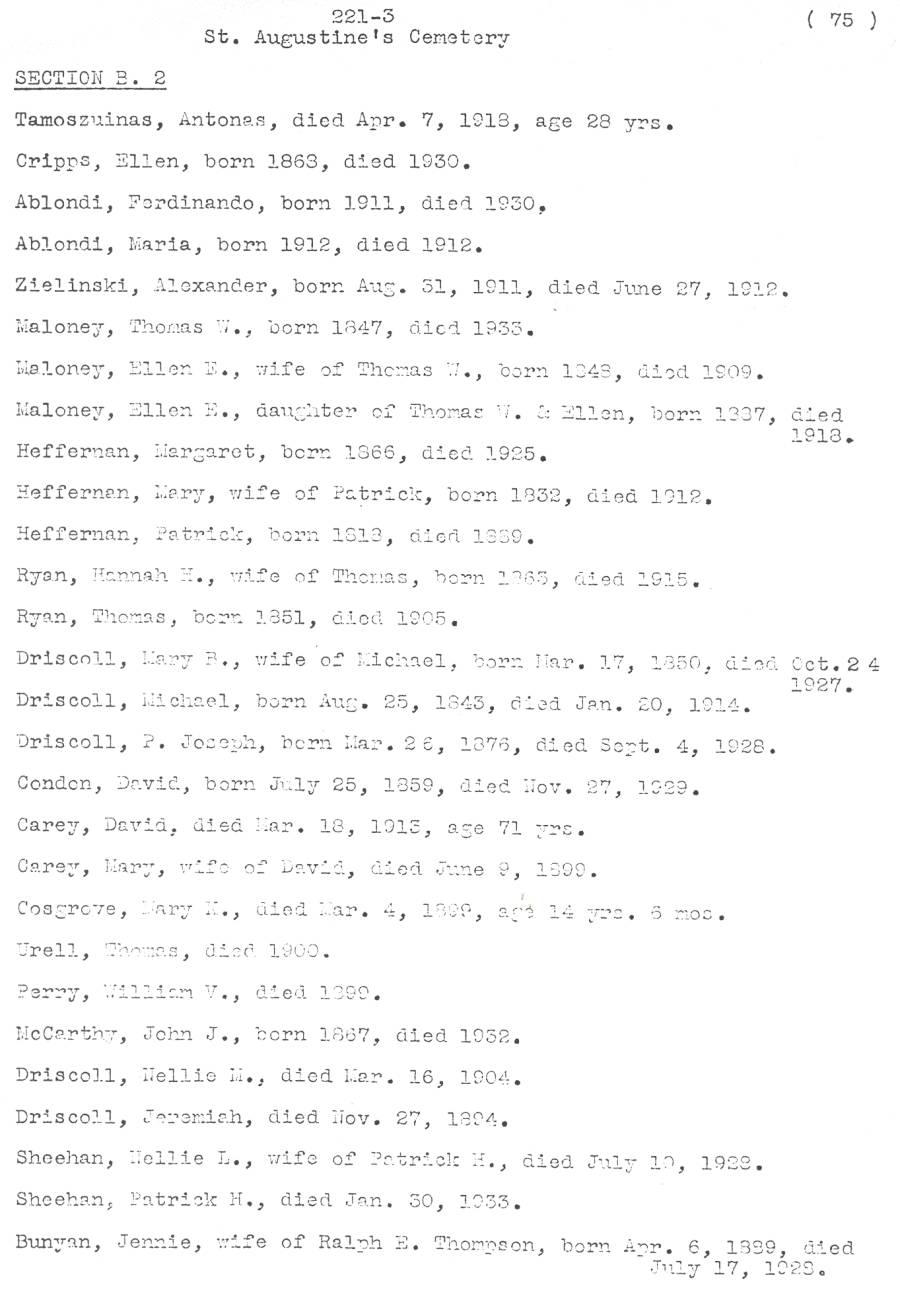 221-3
( 75 )
St. Augustine's Cemetery
SECTION B. 2
Tamoszuinas, Antonas, died Apr. 7, 1918, age 28 yrs.
Cripps, Ellen, born 1863, died 1930.
Ablondi, Ferdinando, born 1911, died 1930.
Ablondi, Maria, born 1912, died 1912.
Zielinski, Alexander, born Aug. 31, 1911, died June 27, 1912.
Maloney, Thomas W., born 1847, died 1933.
Maloney, Ellen E., wife of Thomas W., born 1848, died 1909.
Maloney, Ellen E., daughter of Thomas W. & Ellen, born 1887, died
1918.
Heffernan, Margaret, born 1866, died 1925.
Heffernan, Mary, wife of Patrick, born 1832, died 1912.
Heffernan, Patrick, born 1818, died 1889.
Ryan, Hannah H., wife of Thomas, born 1863, died 1915.
Ryan, Thomas, born 1851, died 1905.
Driscoll, Mary B., wife of Michael, born Mar. 17, 1850, died Oct.24
1927.
Driscoll, Michael, born Aug. 25, 1843, died Jan. 20, 1914.
Driscoll, P. Joseph, born Mar. 26, 1876, died Sept. 4, 1928.
Condon, David, born July 25, 1859, died Nov. 27, 1929.
Carey, David, died Mar. 18, 1913, age 71 yrs.
Carey, Mary, wife of David, died June 9, 1899.
Cosgrove, Mary K., died Mar. 4, 1899, age 14 yrs. 6 mos.
Urell, Thomas, died 1900.
Perry, William V., died 1899.
McCarthy, John J., born 1867, died 1932.
Driscoll, Nellie M., died Mar. 16, 1904.
Driscoll, Jeremiah, died Nov. 27, 1894.
Sheehan, Nellie L., wife of Patrick H., died July 10, 1928.
Sheehan, Patrick H., died Jan. 30, 1933.
Bunyan, Jennie, wife of Ralph E. Thompson, born Apr. 6, 1889, died
July 17, 1928.